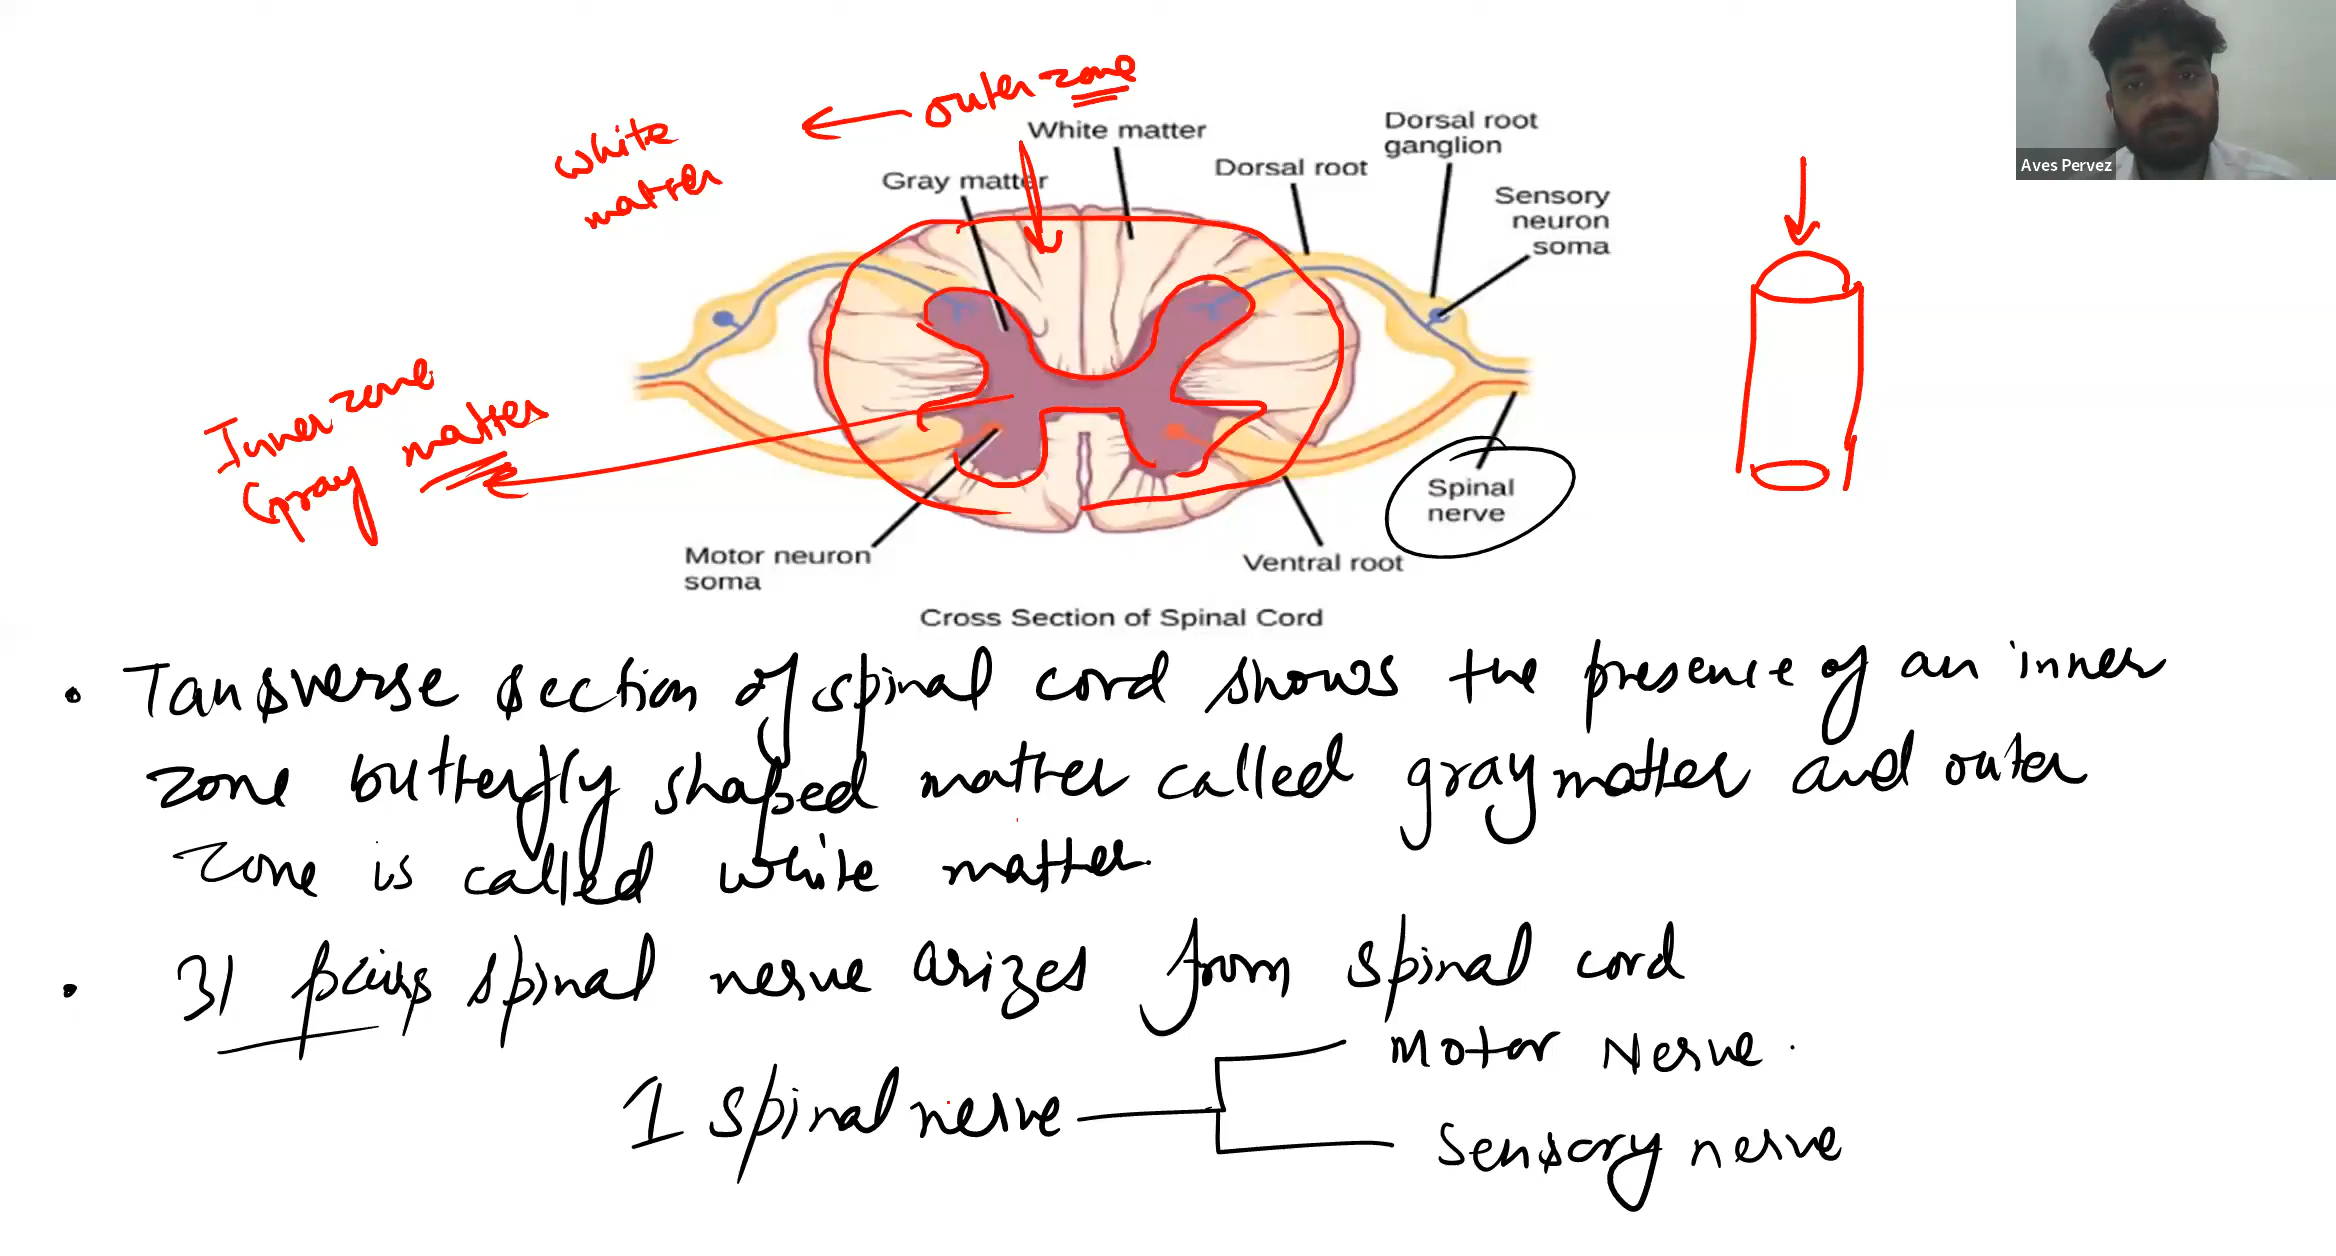 outer zone
White matter
Gray matter
White matter
Dorsal root
Dorsal root
ganglion
Sensory
neuron
soma
Aves Pervez
Inner zone
Gray matter
Spinal
nerve
Motor neuron
soma
Ventral root
Cross Section of Spinal Cord
• Tansverse section of spinal cord shows the presence of an inner
zone butterfly shaped matter called gray matter and outer
zone is called white matter.
• 31 pairs spinal nerve arizes from spinal cord
1 spinal nerve
Motor Nerve.
Sensory nerve